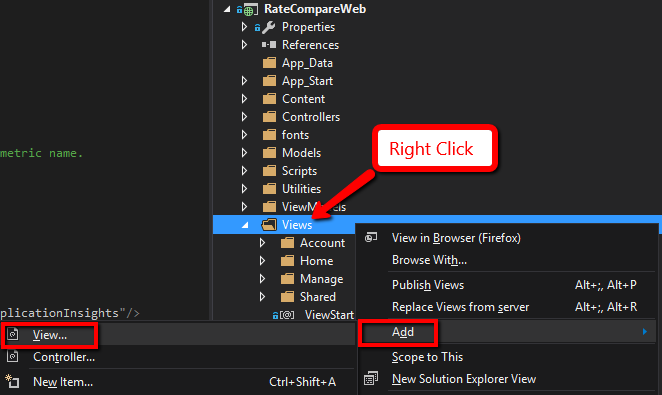 RateCompareWeb
Properties
References
App_Data
App_Start
Content
Controllers
fonts
metric name.
Models
Right Click
Scripts
Utilities
ViewModels
Views
Account
View in Browser (Firefox)
Home
Browse With...
Manage
Publish Views Alt+;, Alt+P
Shared
Replace Views from server Alt+;, Alt+R
plicationInsights"/>
ViewStart
View...
Add
Controller...
Scope to This
New Item... Ctrl+Shift+A
New Solution Explorer View